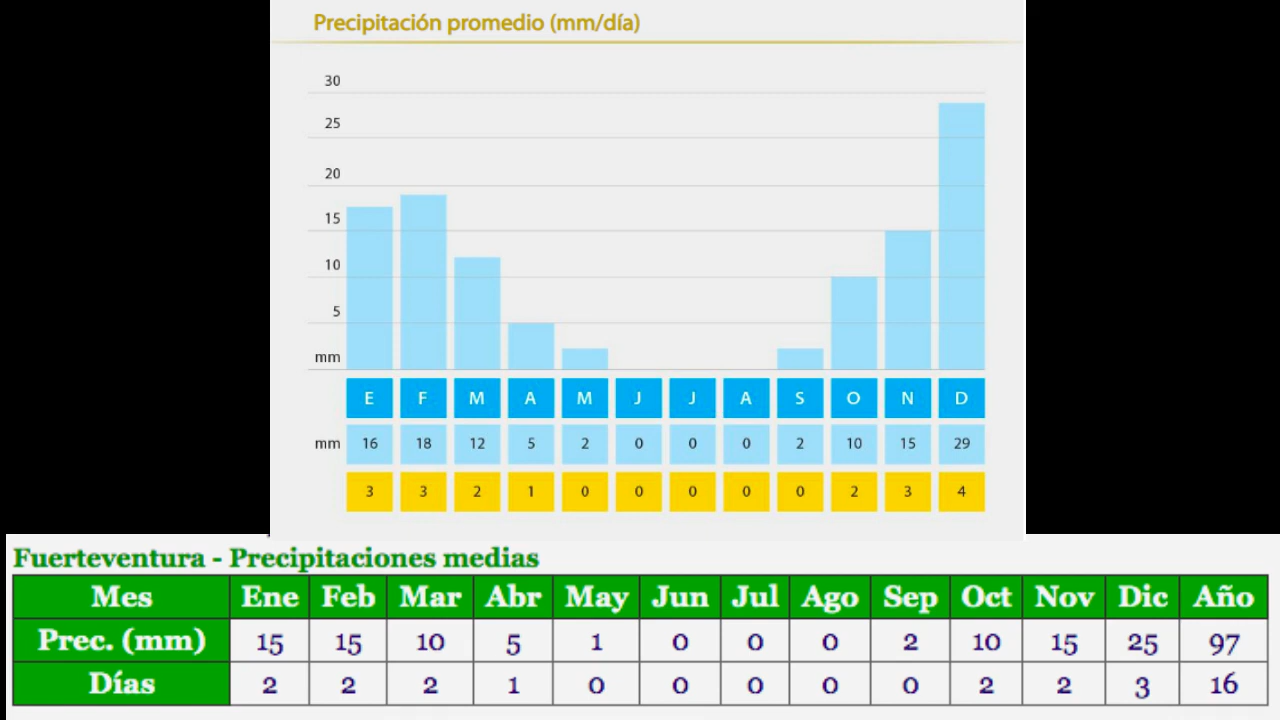 Precipitación promedio (mm/día)
30
25
20
15
10
5
mm
E F M A M J J A S O N D
mm 16 18 12 5 2 0 0 0 2 10 15 29
3 3 2 1 0 0 0 0 0 2 3 4
Fuerteventura - Precipitaciones medias
Mes Ene Feb Mar Abr May Jun Jul Ago Sep Oct Nov Dic Año
Prec. (mm) 15 15 10 5 1 0 0 0 2 10 15 25 97
Días 2 2 2 1 0 0 0 0 0 2 2 3 16